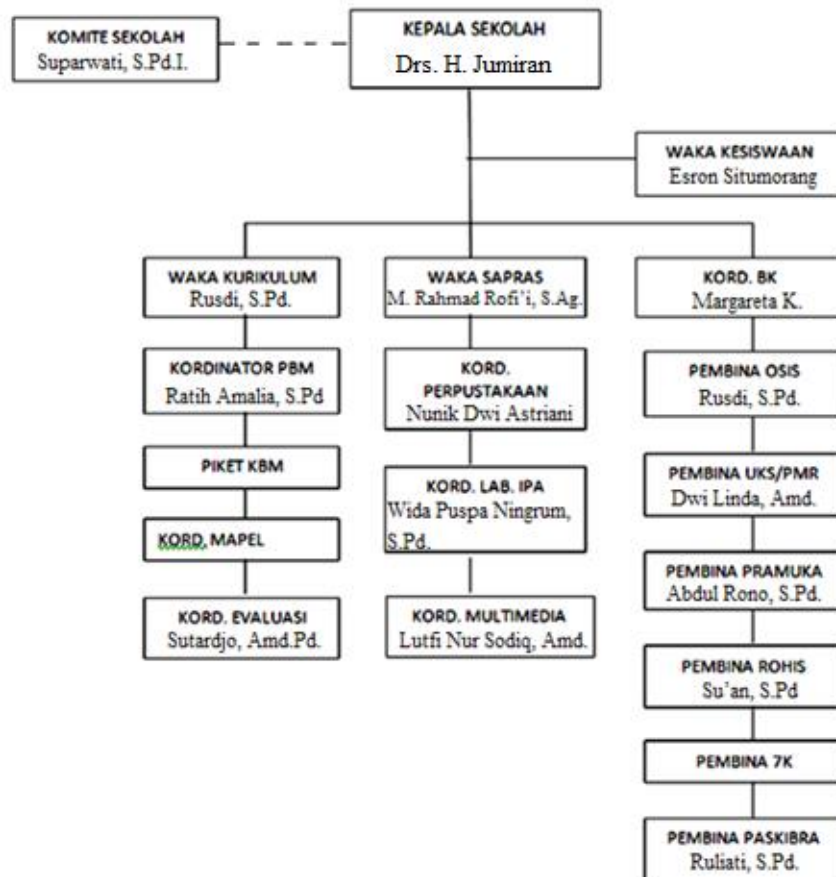 KOMITE SEKOLAH
Suparwati, S.Pd.I.
KEPALA SEKOLAH
Drs. H. Jumiran
WAKA KESISWAAN
Esron Situmorang
WAKA KURIKULUM
Rusdi, S.Pd.
KORDINATOR PBM
Ratih Amalia, S.Pd
PIKET KBM
KORD. MAPEL
KORD. EVALUASI
Sutardjo, Amd.Pd.
WAKA SAPRAS
M. Rahmad Rofi'i, S.Ag.
KORD.
PERPUSTAKAAN
Nunik Dwi Astriani
KORD. LAB. IPA
Wida Puspa Ningrum,
S.Pd.
KORD. MULTIMEDIA
Lutfi Nur Sodiq, Amd.
KORD. BK
Margareta K.
PEMBINA OSIS
Rusdi, S.Pd.
PEMBINA UKS/PMR
Dwi Linda, Amd.
PEMBINA PRAMUKA
Abdul Rono, S.Pd.
PEMBINA ROHIS
Su'an, S.Pd
PEMBINA 7K
PEMBINA PASKIBRA
Ruliati, S.Pd.